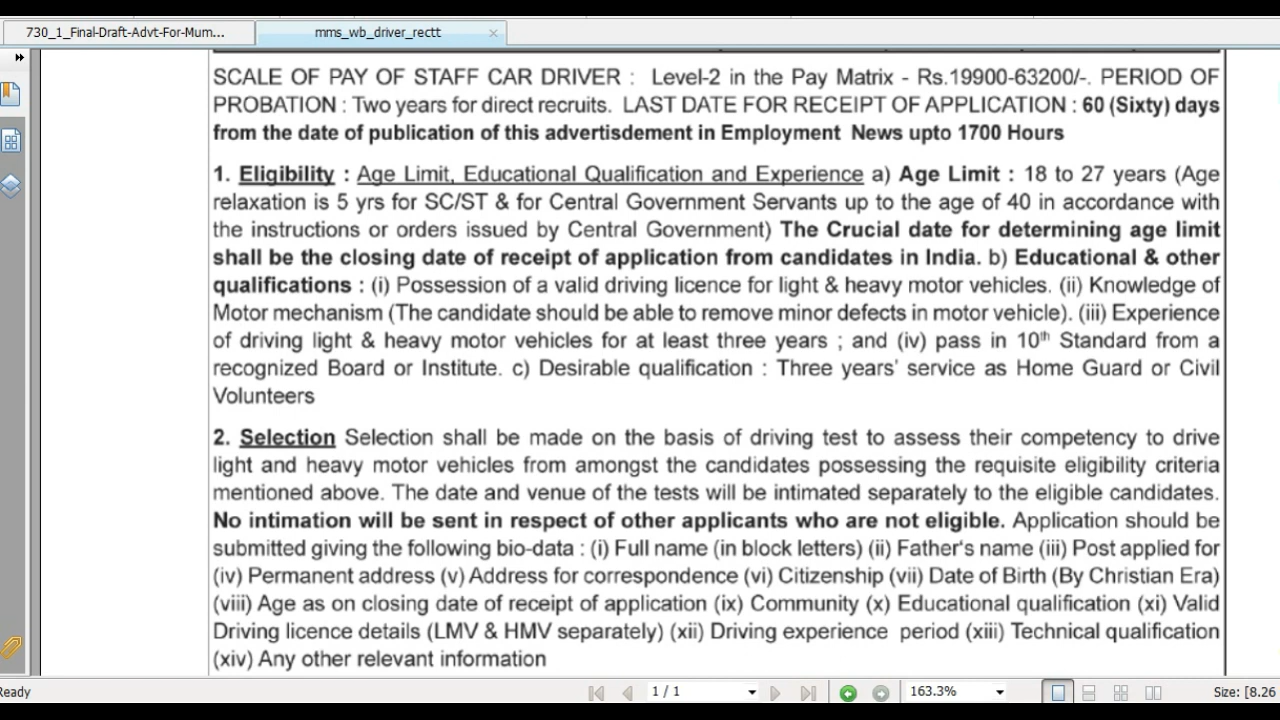 730_1_Final-Draft-Advt-For-Mum...
mms_wb_driver_rectt
SCALE OF PAY OF STAFF CAR DRIVER : Level-2 in the Pay Matrix - Rs.19900-63200/-. PERIOD OF
PROBATION : Two years for direct recruits. LAST DATE FOR RECEIPT OF APPLICATION : 60 (Sixty) days
from the date of publication of this advertisdement in Employment News upto 1700 Hours
1. Eligibility : Age Limit, Educational Qualification and Experience a) Age Limit : 18 to 27 years (Age
relaxation is 5 yrs for SC/ST & for Central Government Servants up to the age of 40 in accordance with
the instructions or orders issued by Central Government) The Crucial date for determining age limit
shall be the closing date of receipt of application from candidates in India. b) Educational & other
qualifications : (i) Possession of a valid driving licence for light & heavy motor vehicles. (ii) Knowledge of
Motor mechanism (The candidate should be able to remove minor defects in motor vehicle). (iii) Experience
of driving light & heavy motor vehicles for at least three years ; and (iv) pass in 10th Standard from a
recognized Board or Institute. c) Desirable qualification : Three years' service as Home Guard or Civil
Volunteers
2. Selection Selection shall be made on the basis of driving test to assess their competency to drive
light and heavy motor vehicles from amongst the candidates possessing the requisite eligibility criteria
mentioned above. The date and venue of the tests will be intimated separately to the eligible candidates.
No intimation will be sent in respect of other applicants who are not eligible. Application should be
submitted giving the following bio-data : (i) Full name (in block letters) (ii) Father's name (iii) Post applied for
(iv) Permanent address (v) Address for correspondence (vi) Citizenship (vii) Date of Birth (By Christian Era)
(viii) Age as on closing date of receipt of application (ix) Community (x) Educational qualification (xi) Valid
Driving licence details (LMV & HMV separately) (xii) Driving experience period (xiii) Technical qualification
(xiv) Any other relevant information
Ready
1 / 1
163.3%
Size: [8.26